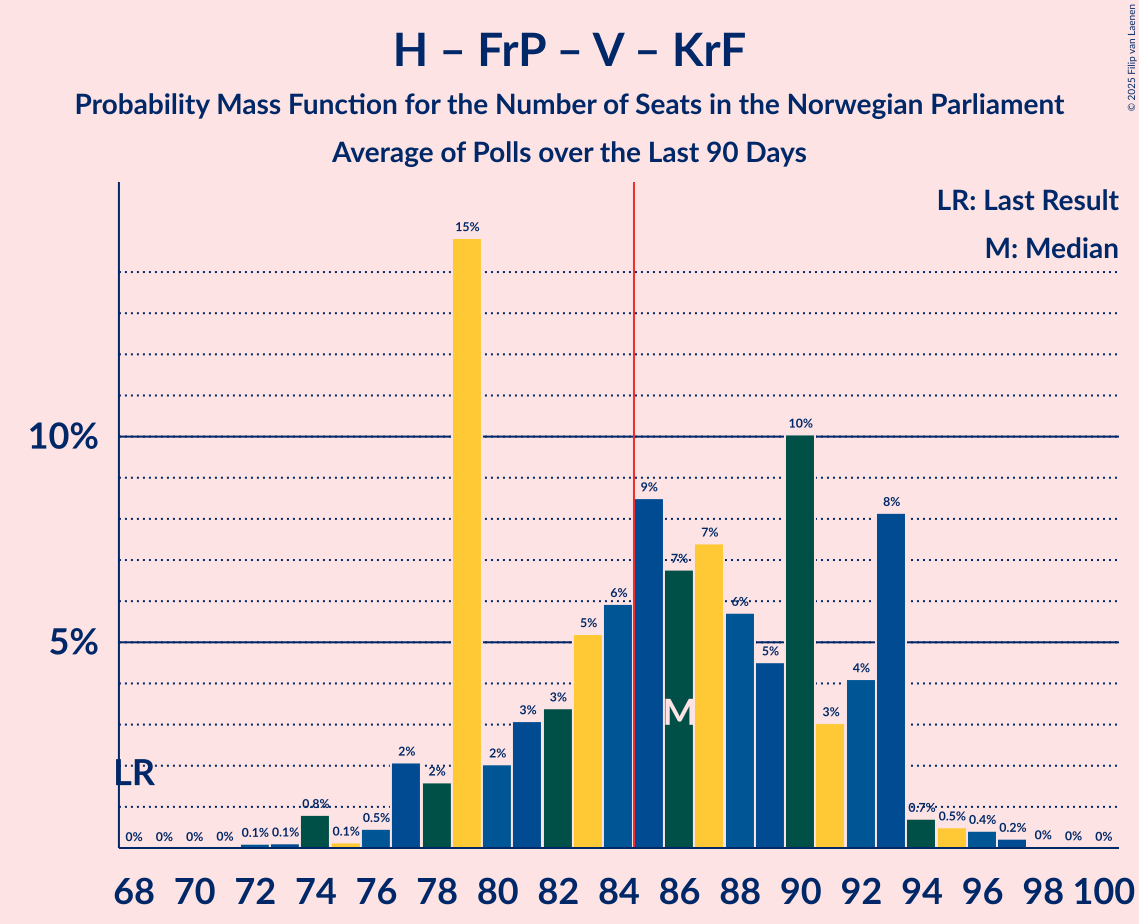 © 2025 Filip van Laenen
H – FrP – V – KrF
Probability Mass Function for the Number of Seats in the Norwegian Parliament
Average of Polls over the Last 90 Days
LR: Last Result
M: Median
10%
5%
LR
M
0% 0% 0% 0% 0.1% 0.1% 0.8% 0.1% 0.5% 2% 2% 15% 2% 3% 3% 5% 6% 9% 7% 7% 6% 5% 10% 3% 4% 8% 0.7% 0.5% 0.4% 0.2% 0% 0% 0%
68 70 72 74 76 78 80 82 84 86 88 90 92 94 96 98 100